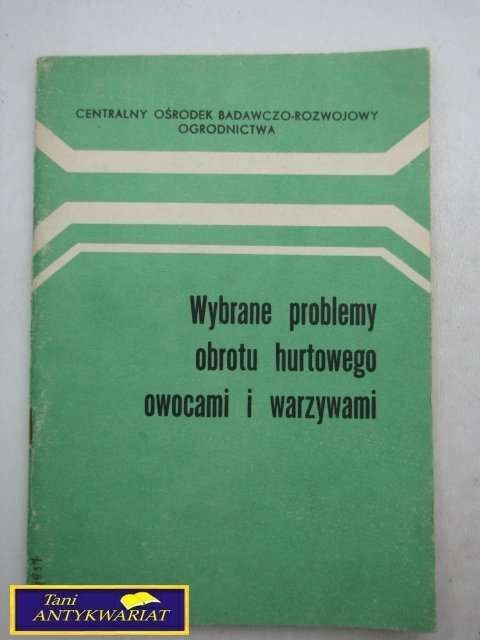 CENTRALNY OŚRODEK BADAWCZO-ROZWOJOWY
OGRODNICTWA
Wybrane problemy
obrotu hurtowego
owocami i warzywami
Tani
ANTYKWARIAT